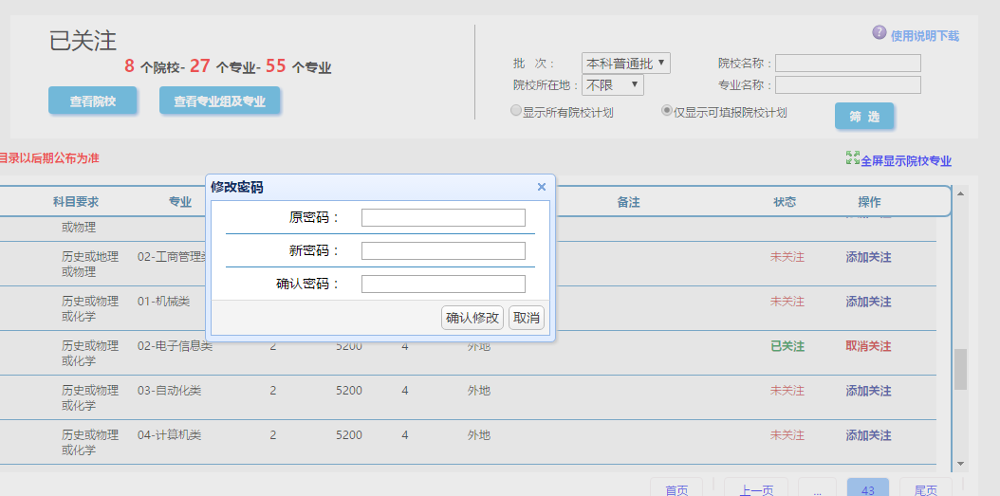 已关注
8 个院校- 27 个专业- 55 个专业
查看院校 查看专业组及专业
使用说明下载
批 次： 本科普通批 院校名称：
院校所在地： 不限 专业名称：
显示所有院校计划 仅显示可填报院校计划
筛 选
目录以后期公布为准
全屏显示院校专业
科目要求 专业 备注 状态 操作
或物理
历史或地理 02-工商管理类 未关注 添加关注
或物理
历史或物理 01-机械类 未关注 添加关注
或化学
历史或物理 02-电子信息类 2 5200 4 外地 已关注 取消关注
或化学
历史或物理 03-自动化类 2 5200 4 外地 未关注 添加关注
或化学
历史或物理 04-计算机类 2 5200 4 外地 未关注 添加关注
或化学
修改密码
原密码：
新密码：
确认密码：
确认修改 取消
首页 上一页 ... 43 尾页